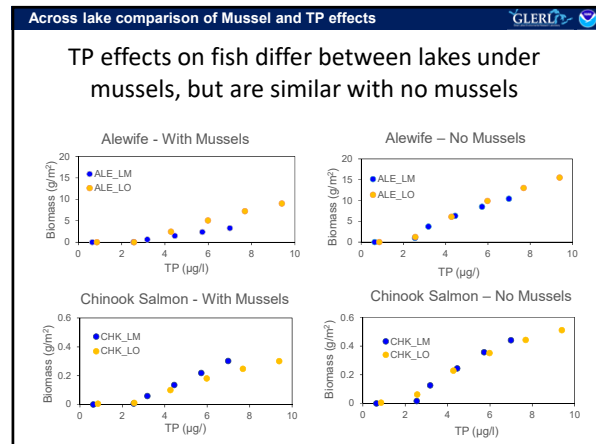 Across lake comparison of Mussel and TP effects
GLERL
TP effects on fish differ between lakes under
mussels, but are similar with no mussels
Alewife - With Mussels
20
15
10
5
0
Biomass (g/m²)
ALE_LM
ALE_LO
0 2 4 6 8 10
TP (µg/l)
Alewife – No Mussels
20
15
10
5
0
Biomass (g/m²)
ALE_LM
ALE_LO
0 2 4 6 8 10
TP (µg/l)
Chinook Salmon - With Mussels
0.6
0.4
0.2
0
Biomass (g/m²)
CHK_LM
CHK_LO
0 2 4 6 8 10
TP (µg/l)
Chinook Salmon – No Mussels
0.6
0.4
0.2
0
Biomass (g/m²)
CHK_LM
CHK_LO
0 2 4 6 8 10
TP (µg/l)